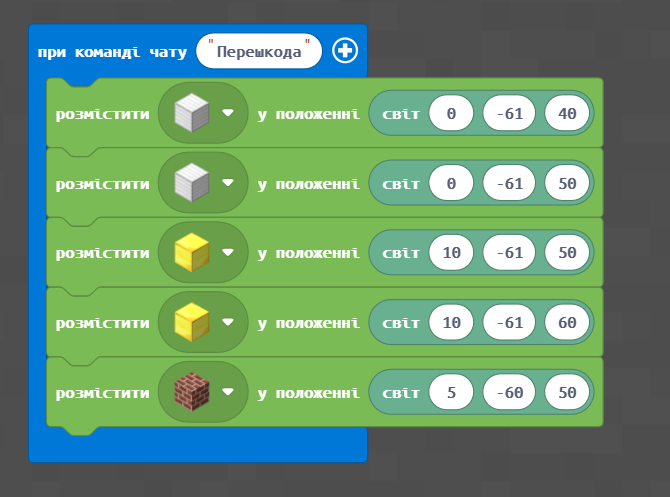 при команді чату "Перешкода"
розмістити у положенні світ 0 -61 40
розмістити у положенні світ 0 -61 50
розмістити у положенні світ 10 -61 50
розмістити у положенні світ 10 -61 60
розмістити у положенні світ 5 -60 50